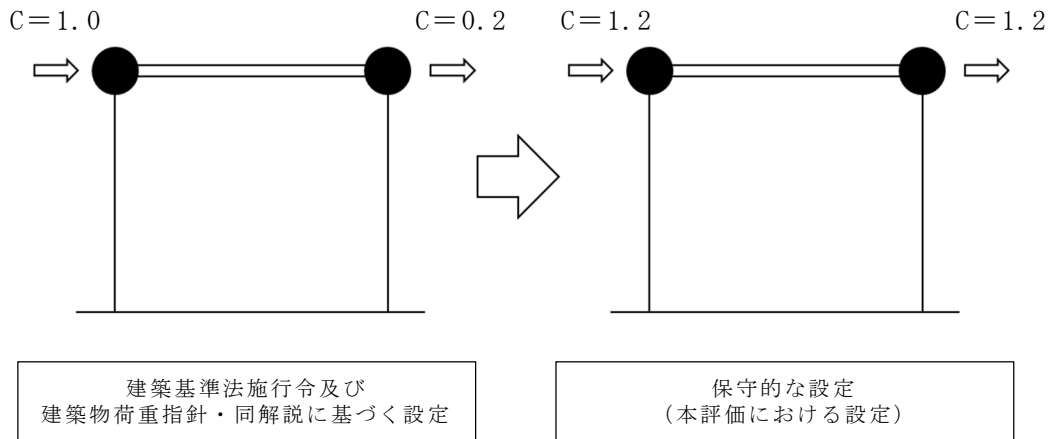 C＝1.0
C＝0.2
C＝1.2
C＝1.2
建築基準法施行令及び
建築物荷重指針・同解説に基づく設定
保守的な設定
（本評価における設定）